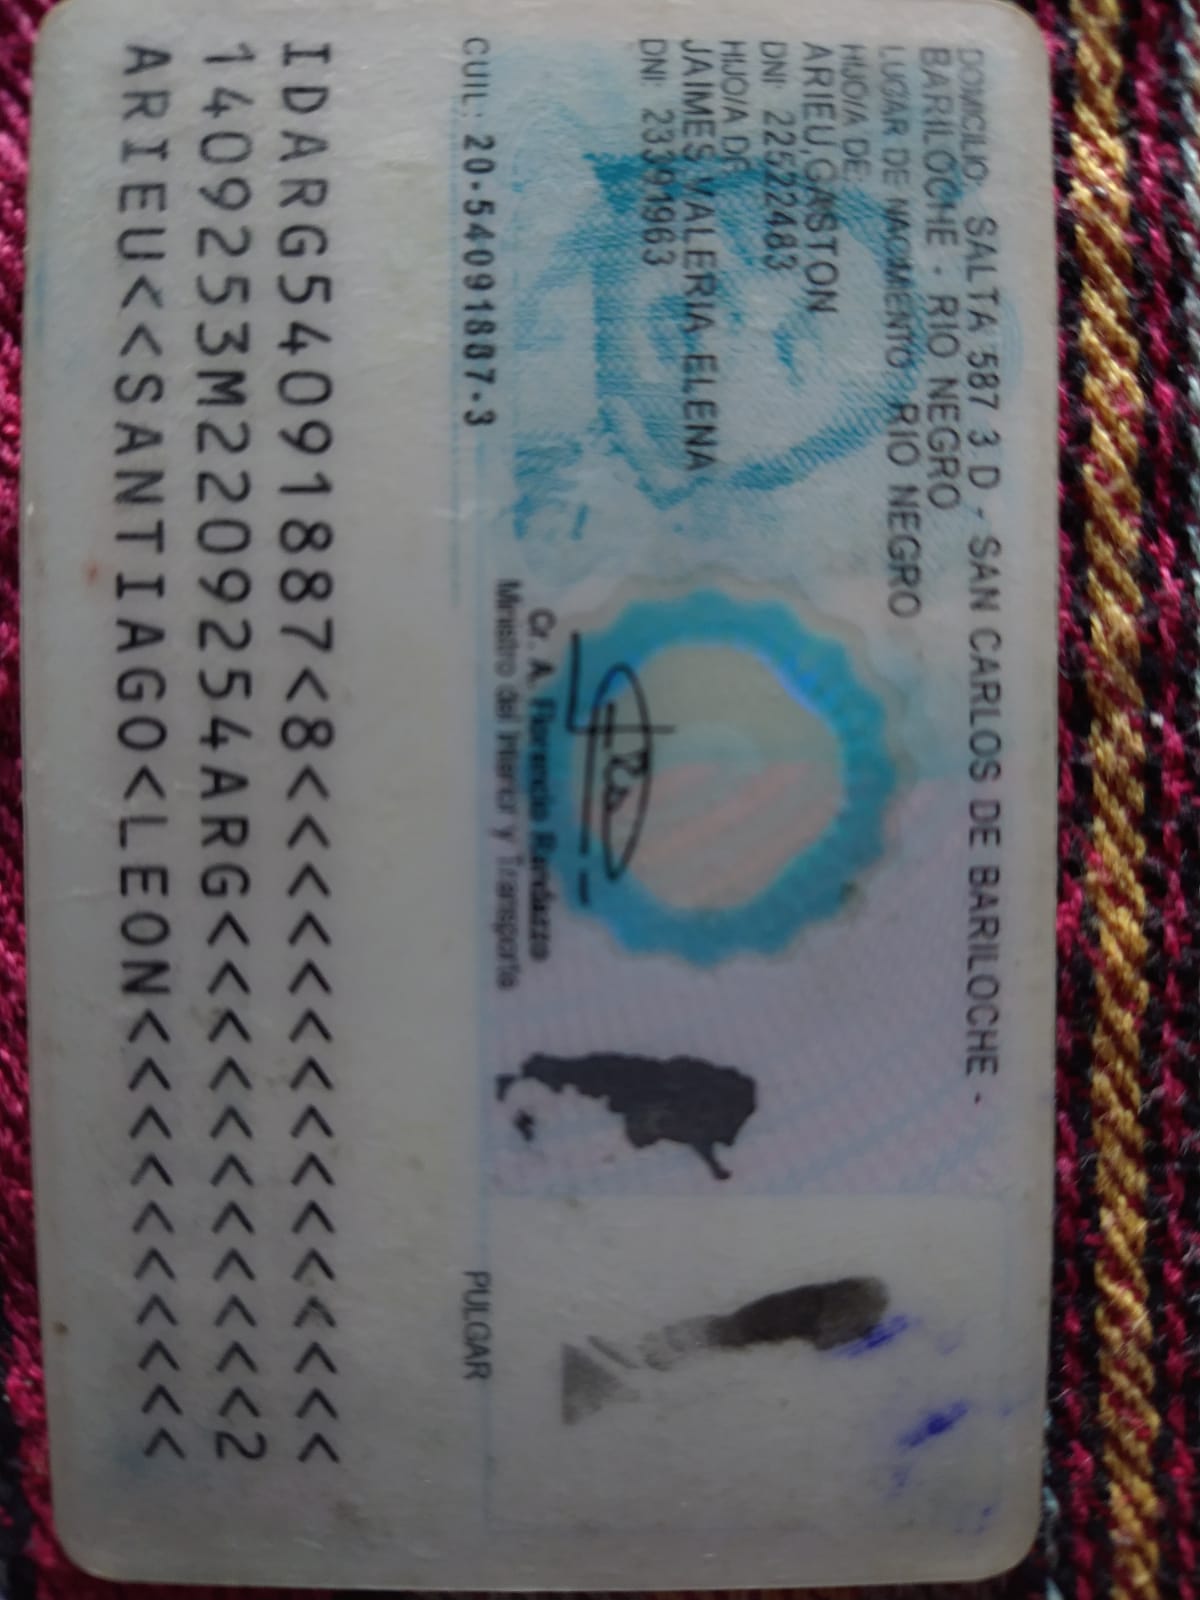 DOMICILIO: SALTA 587 3 D - SAN CARLOS DE BARILOCHE -
BARILOCHE - RIO NEGRO
LUGAR DE NACIMIENTO: RIO NEGRO
HIJO/A DE:
ARIEU, GASTON
DNI: 22522483
HIJO/A DE:
JAIMES, VALERIA ELENA
DNI: 23391963
CUIL: 20-54091887-3
Cr. A. Florencio Randazzo
Ministro del Interior y Transporte
PULGAR
IDARG54091887<8<<<<<<<<<<<<<<<
1409253M2209254ARG<<<<<<<<<<<2
ARIEU<<SANTIAGO<LEON<<<<<<<<<<